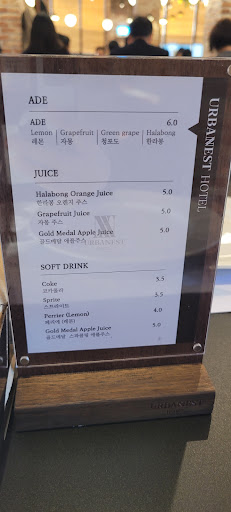 ADE
ADE 6.0
Lemon | Grapefruit | Green grape | Halabong
레몬 | 자몽 | 청포도 | 한라봉
JUICE
Halabong Orange Juice 5.0
한라봉 오렌지 주스
Grapefruit Juice 5.0
자몽 주스
Gold Medal Apple Juice 5.0
골드메달 애플주스
URBANEST
SOFT DRINK
Coke 3.5
코카콜라
Sprite 3.5
스프라이트
Perrier (Lemon) 4.0
페리에 (레몬)
Gold Medal Apple Juice 5.0
골드메달 스파클링 애플주스
URBANEST HOTEL
URBANEST